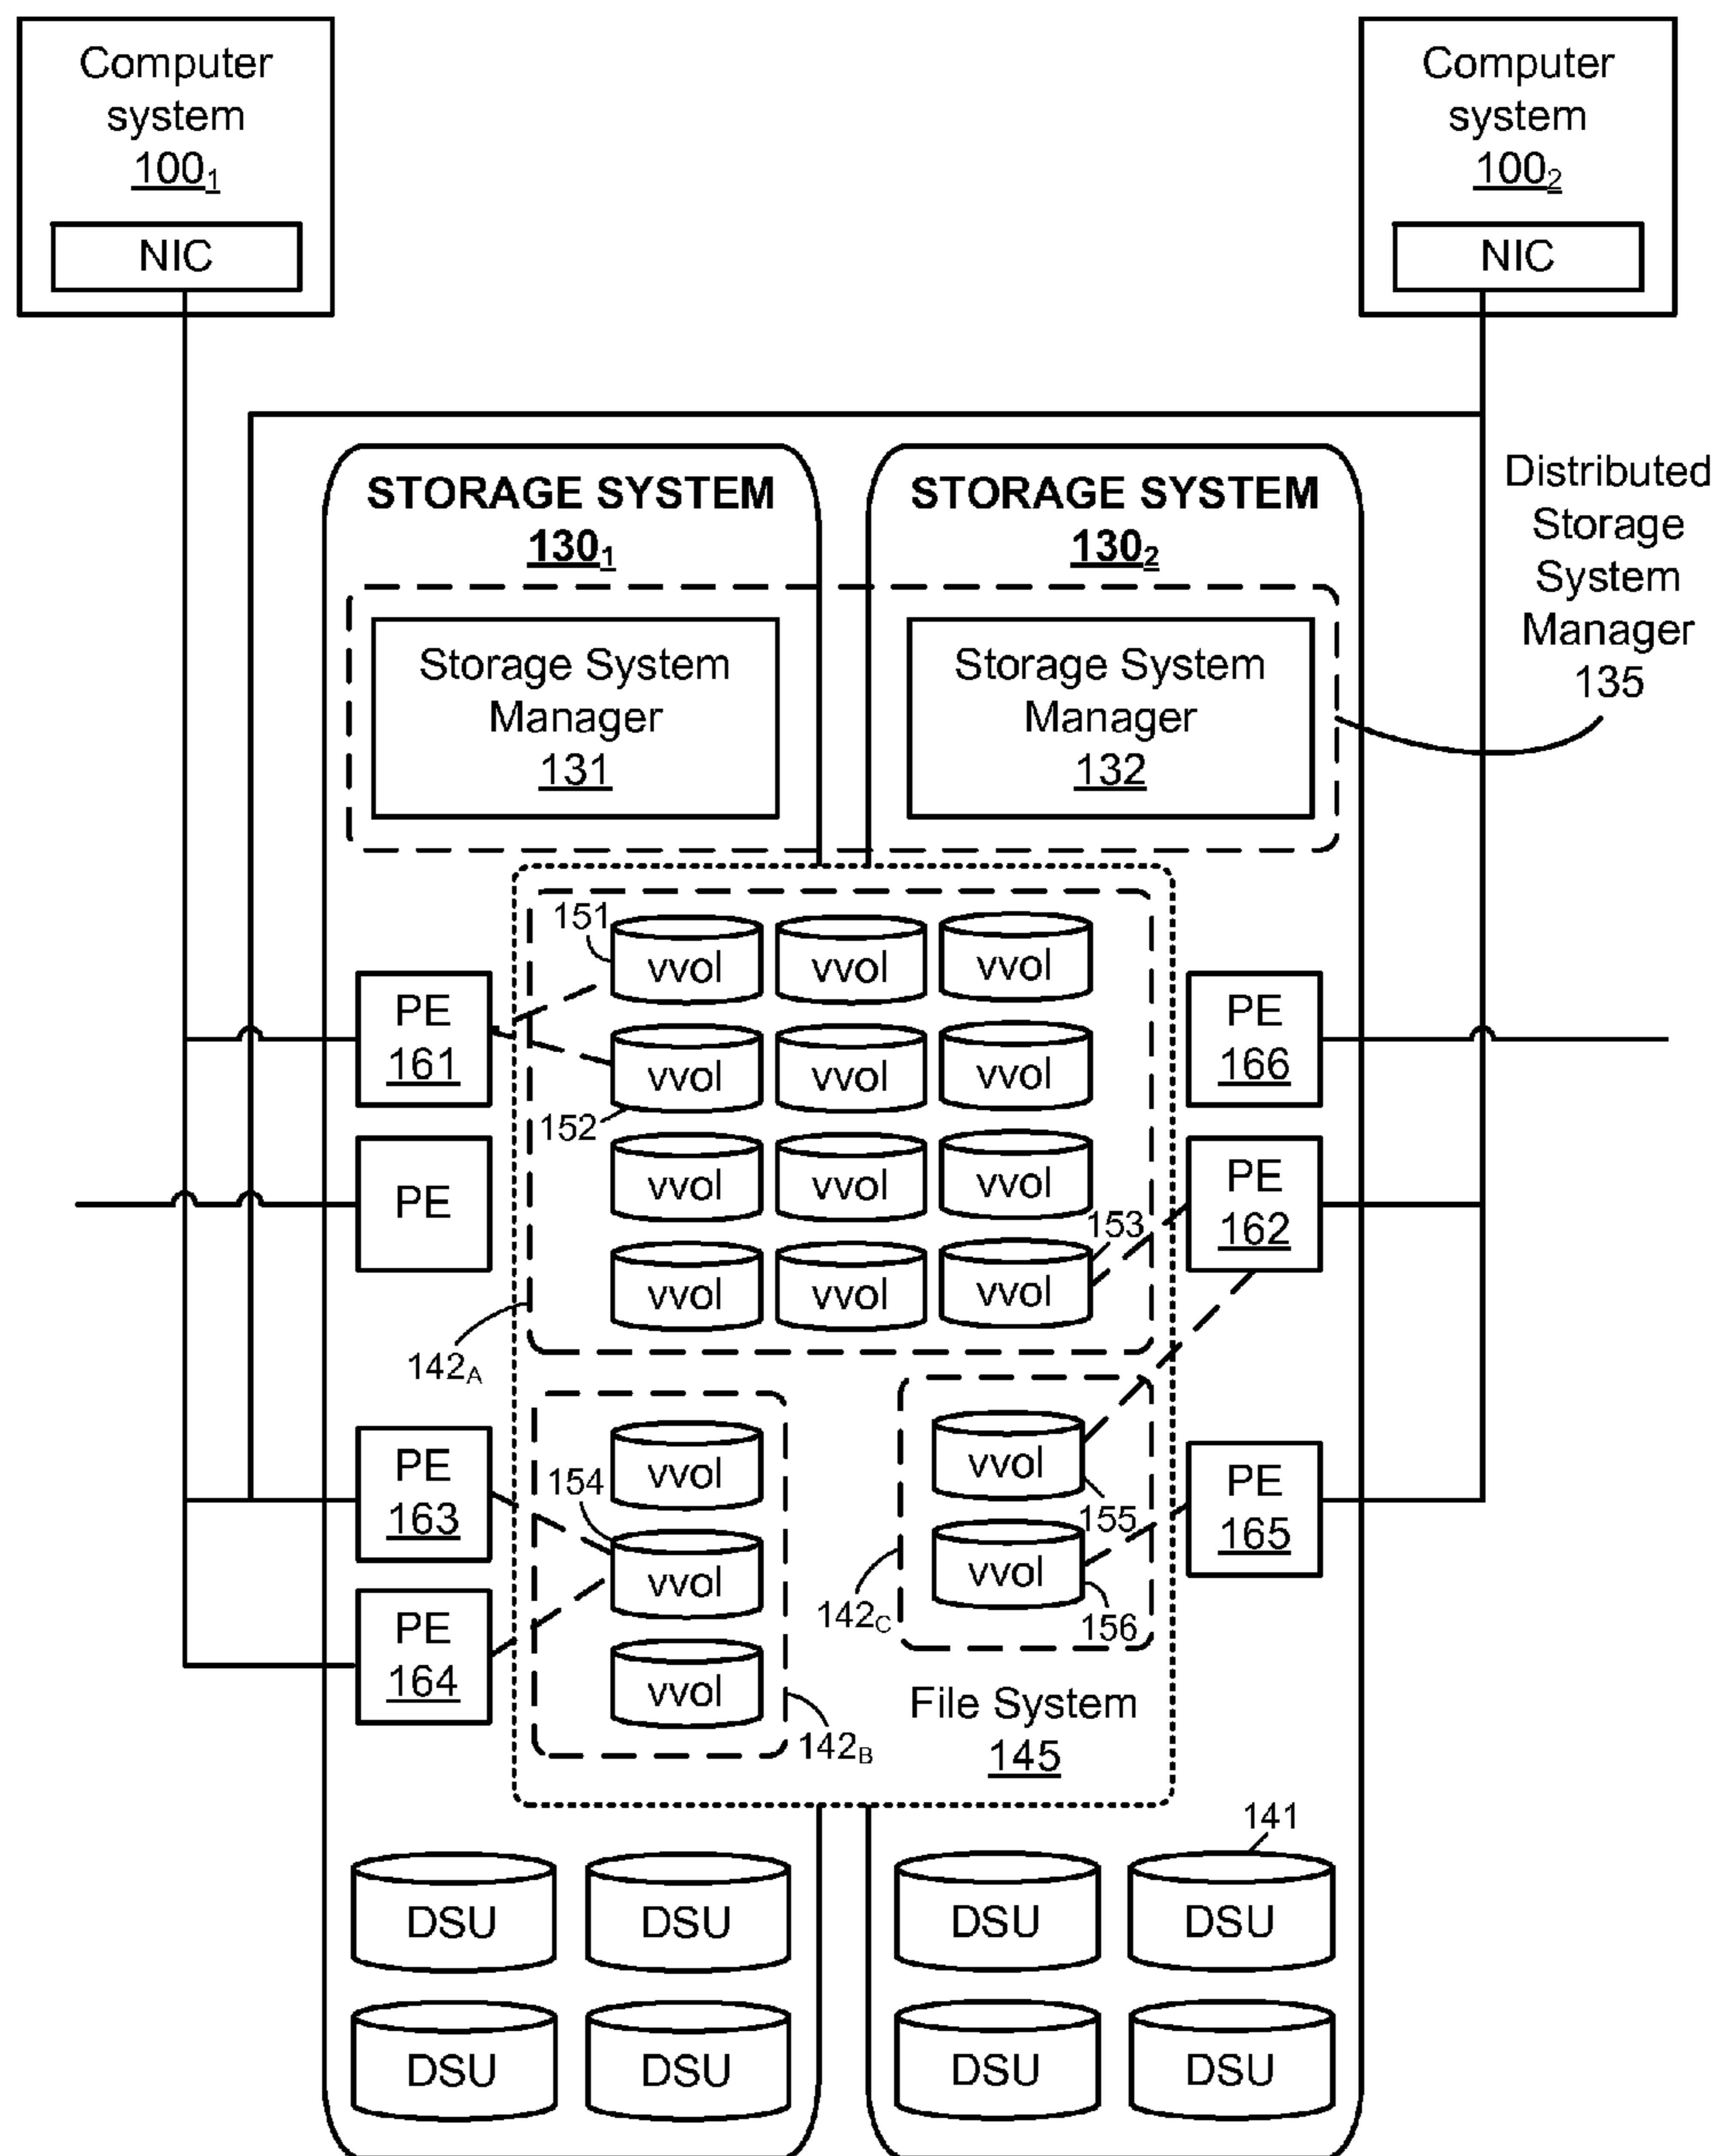 Computer
system
100₁
NIC
Computer
system
100₂
NIC
Distributed
Storage
System
Manager
135
STORAGE SYSTEM
130₁
STORAGE SYSTEM
130₂
Storage System
Manager
131
Storage System
Manager
132
151
vvol
vvol
vvol
PE
161
PE
166
vvol
vvol
vvol
152
PE
PE
162
vvol
vvol
vvol
153
vvol
vvol
vvol
142A
PE
163
vvol
154
vvol
155
PE
165
vvol
vvol
142C
156
PE
164
vvol
142B
File System
145
141
DSU
DSU
DSU
DSU
DSU
DSU
DSU
DSU